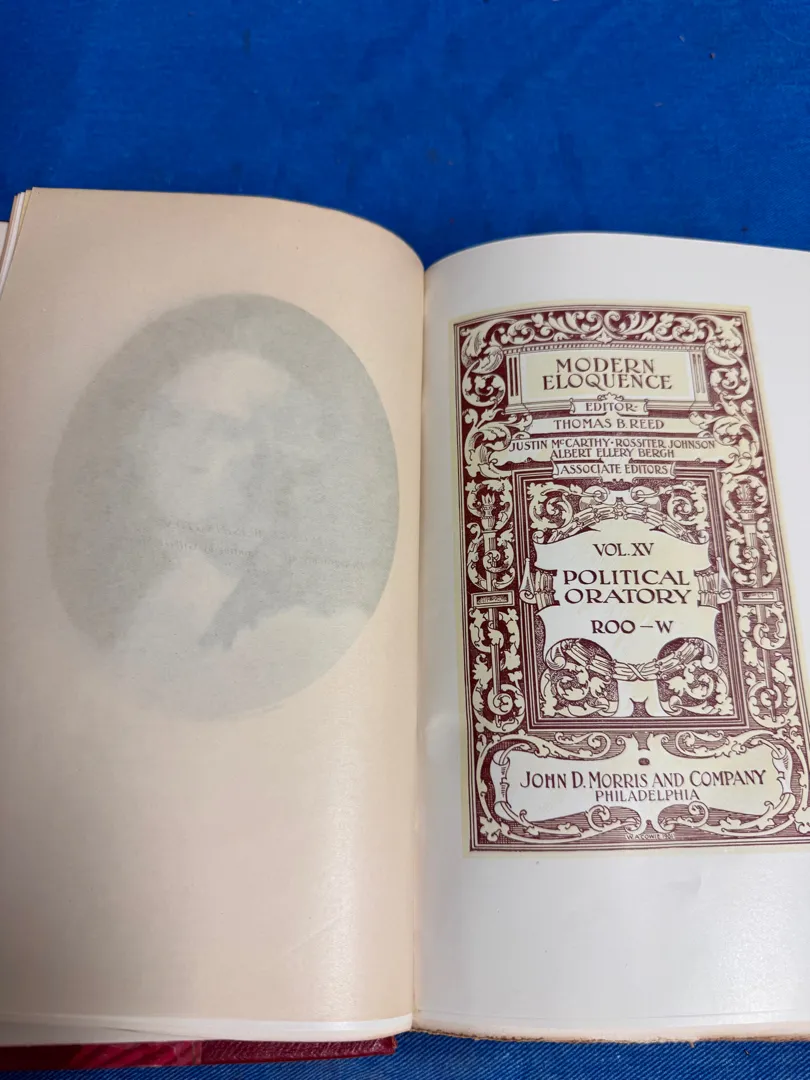 MODERN
ELOQUENCE
EDITOR-
THOMAS B. REED
JUSTIN MCCARTHY · ROSSITER JOHNSON
ALBERT ELLERY BERGH
ASSOCIATE EDITORS
VOL. XV
POLITICAL
ORATORY
ROO-W
JOHN D. MORRIS AND COMPANY
PHILADELPHIA